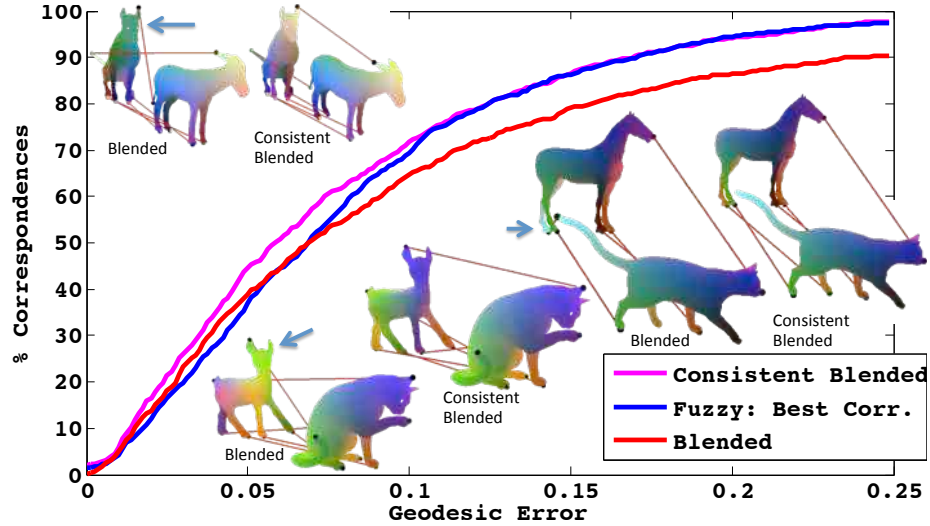 % Correspondences
100
90
80
70
60
50
40
30
20
10
0
Blended
Consistent
Blended
Blended
Consistent
Blended
Blended
Consistent
Blended
Consistent Blended
Fuzzy: Best Corr.
Blended
0
0.05
0.1
0.15
0.2
0.25
Geodesic Error